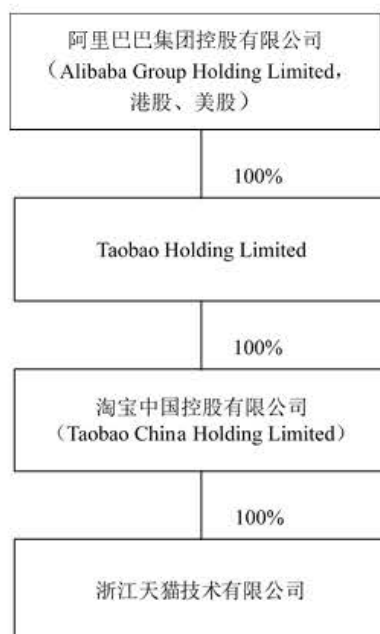 阿里巴巴集团控股有限公司
（Alibaba Group Holding Limited，
港股、美股）
100%
Taobao Holding Limited
100%
淘宝中国控股有限公司
（Taobao China Holding Limited）
100%
浙江天猫技术有限公司